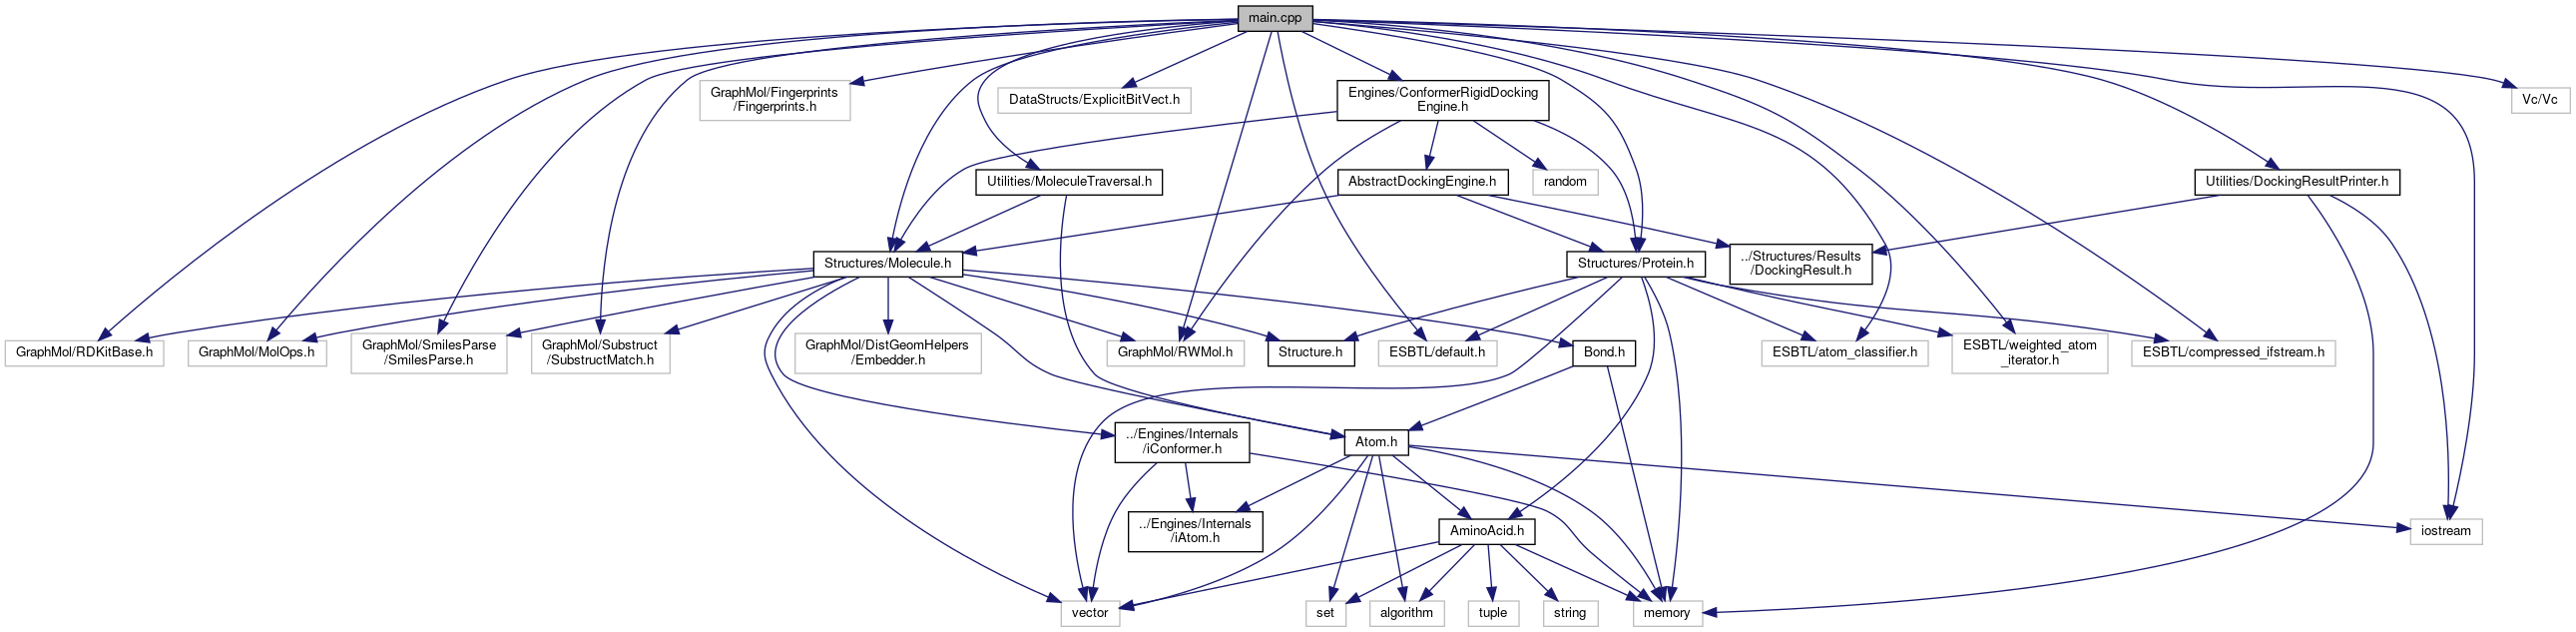 main.cpp
GraphMol/Fingerprints
/Fingerprints.h
DataStructs/ExplicitBitVect.h
Engines/ConformerRigidDocking
Engine.h
Vc/Vc
Utilities/MoleculeTraversal.h
AbstractDockingEngine.h
random
Utilities/DockingResultPrinter.h
Structures/Molecule.h
Structures/Protein.h
../Structures/Results
/DockingResult.h
GraphMol/RDKitBase.h
GraphMol/MolOps.h
GraphMol/SmilesParse
/SmilesParse.h
GraphMol/Substruct
/SubstructMatch.h
GraphMol/DistGeomHelpers
/Embedder.h
GraphMol/RWMol.h
Structure.h
ESBTL/default.h
Bond.h
ESBTL/atom_classifier.h
ESBTL/weighted_atom
_iterator.h
ESBTL/compressed_ifstream.h
../Engines/Internals
/iConformer.h
Atom.h
../Engines/Internals
/iAtom.h
AminoAcid.h
iostream
vector
set
algorithm
tuple
string
memory